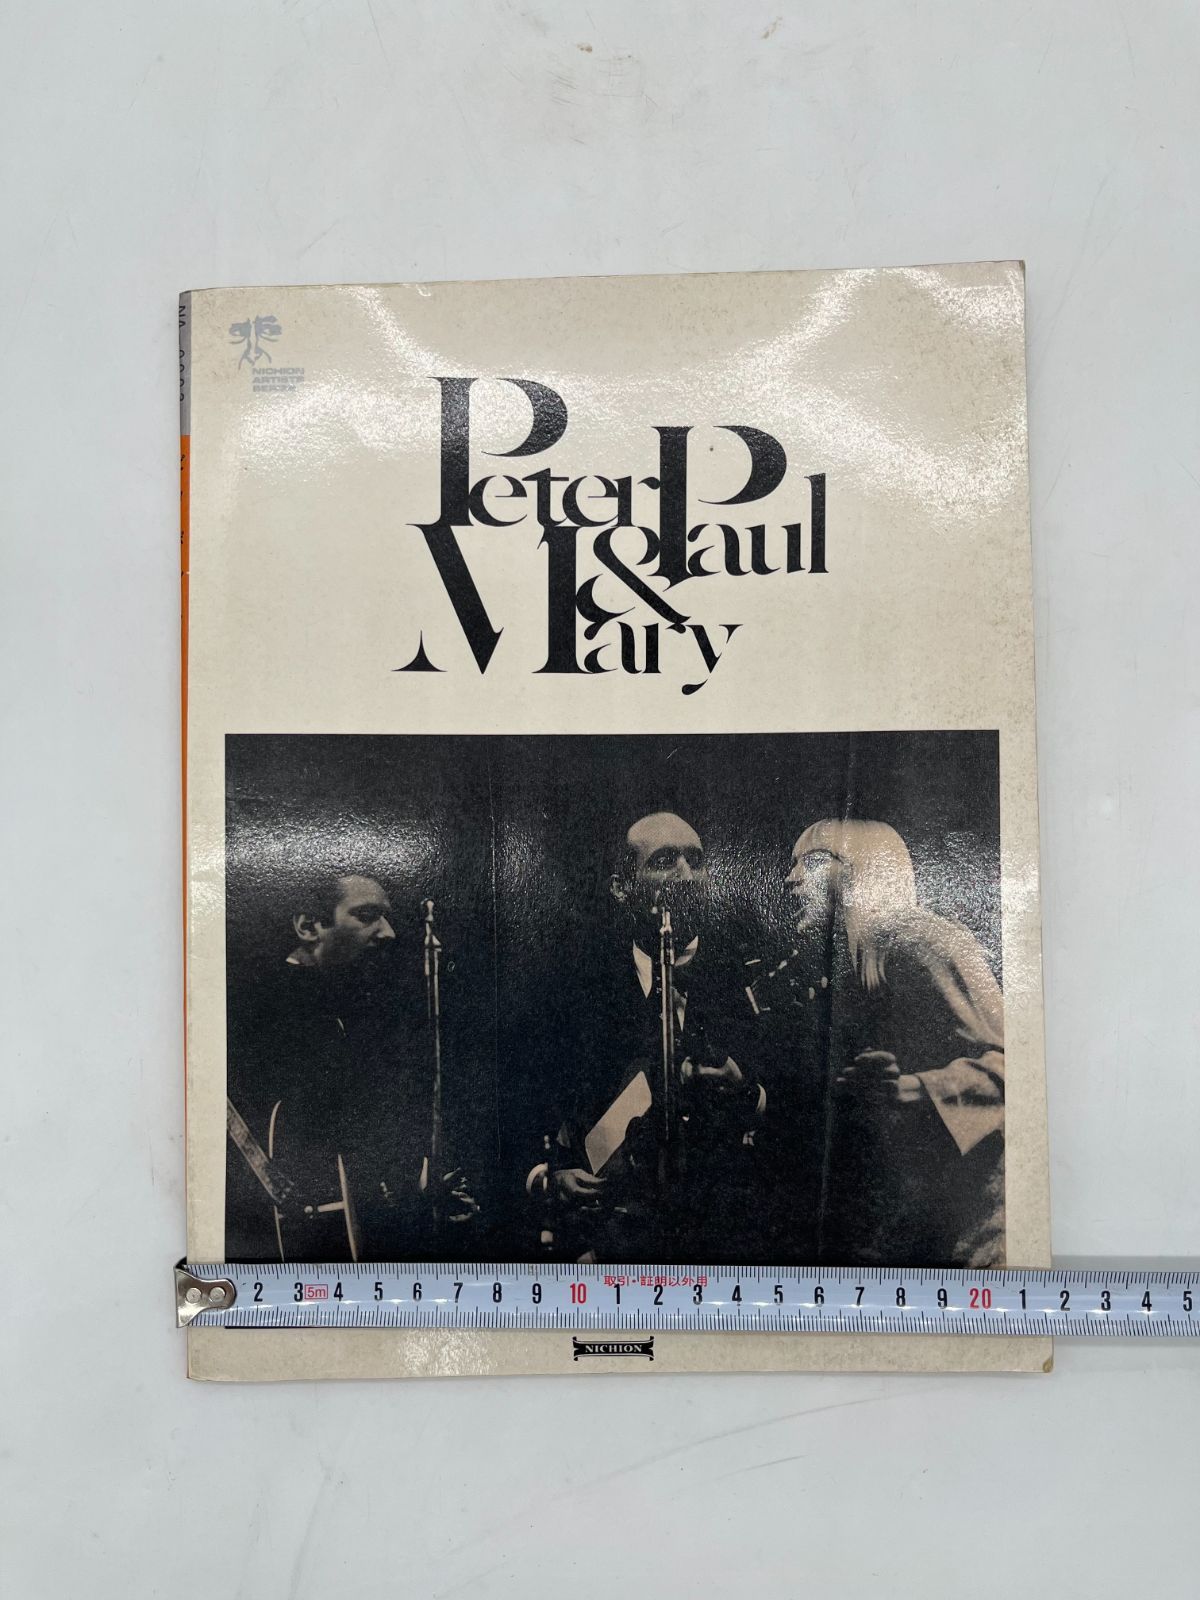 NICHION
ARTISTS
SERIES
Peter Paul
& Mary
取引・証明以外用
2 3 5m 4 5 6 7 8 9 10 1 2 3 4 5 6 7 8 9 20 1 2 3 4 5
NICHION